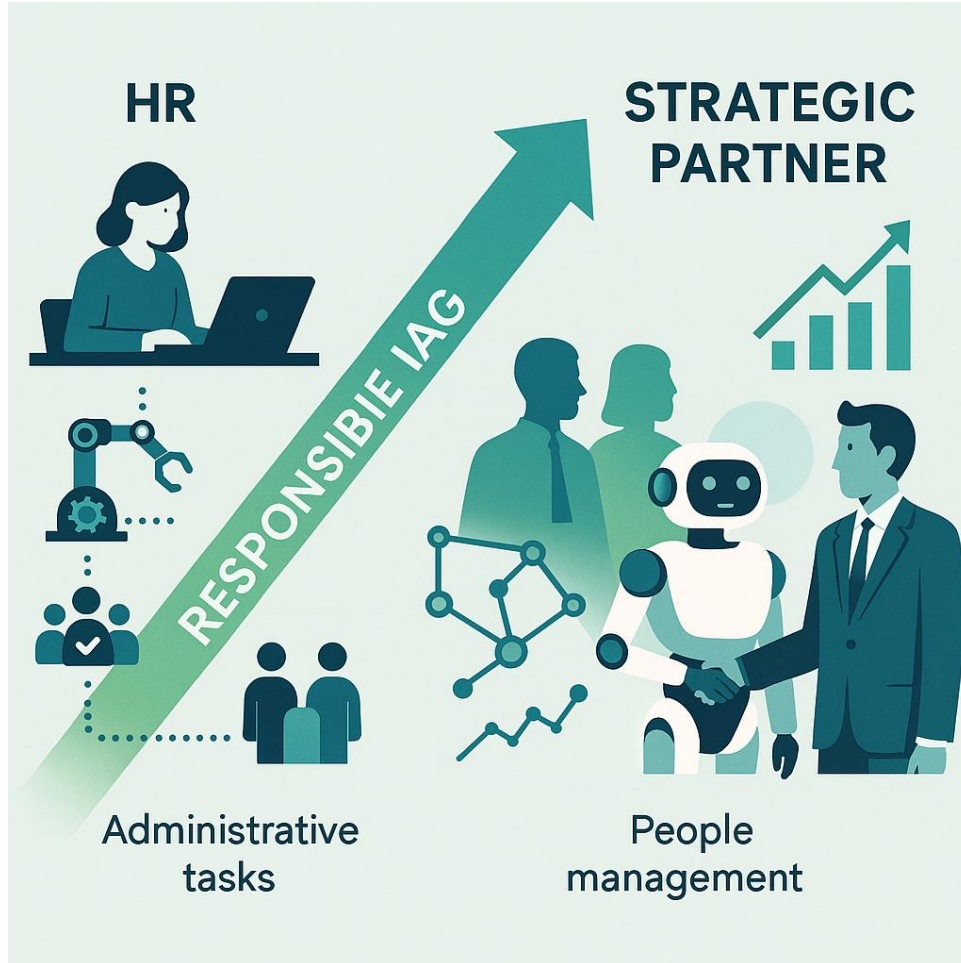 HR
STRATEGIC
PARTNER
RESPONSIBIE IAG
Administrative
tasks
People
management